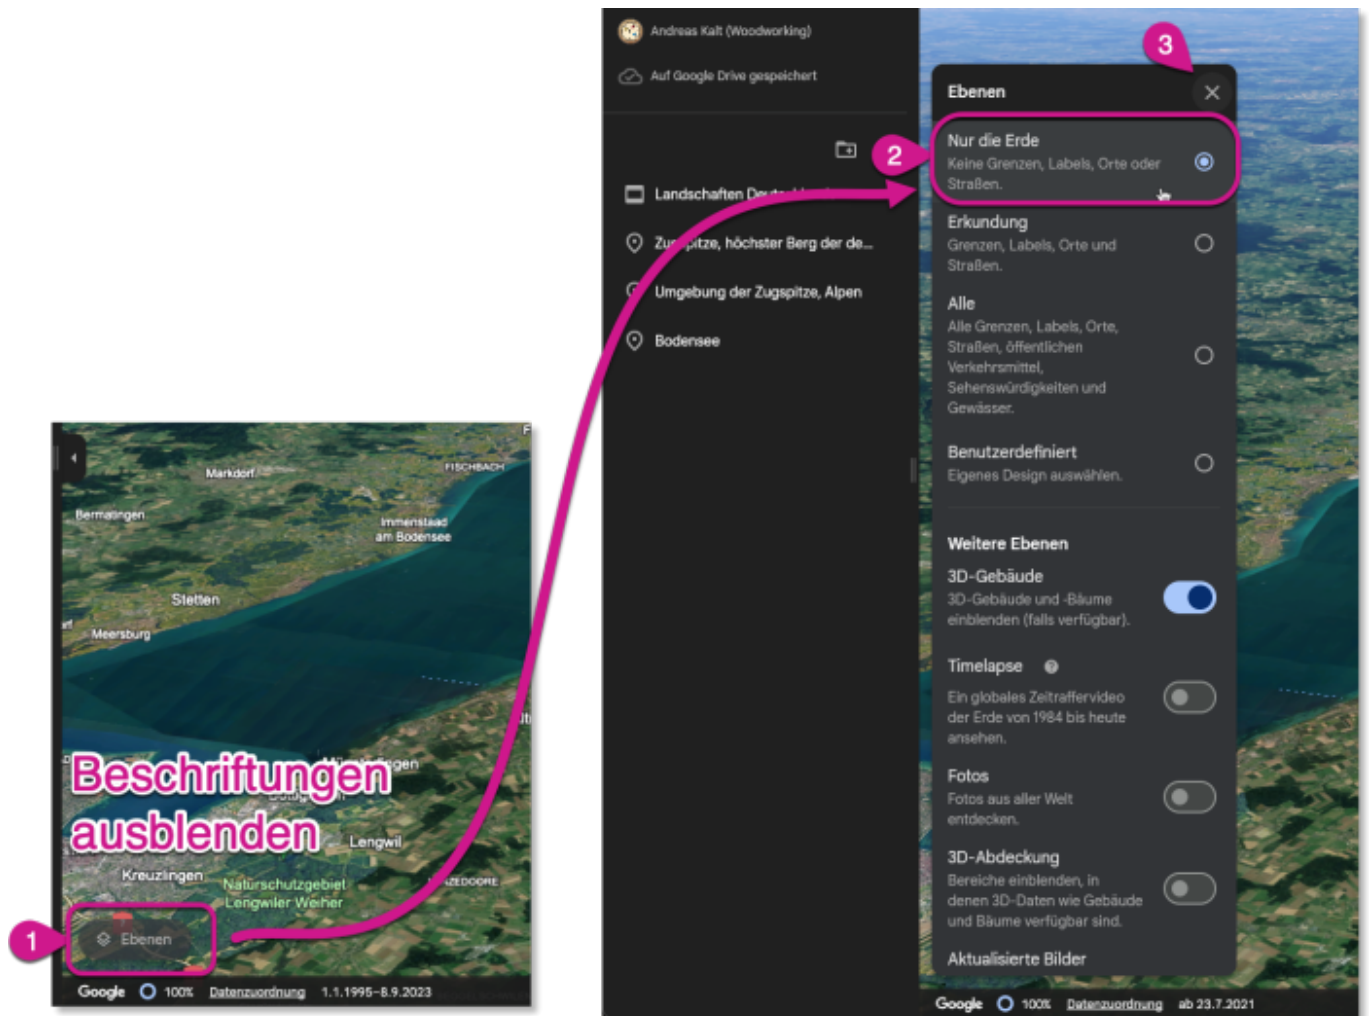 Andreas Kalt (Woodworking)
Auf Google Drive gespeichert
Landschaften
Zugspitze, höchster Berg der de...
Umgebung der Zugspitze, Alpen
Bodensee
3
Ebenen
2
Nur die Erde
Keine Grenzen, Labels, Orte oder
Straßen.
Erkundung
Grenzen, Labels, Orte und
Straßen.
Alle
Alle Grenzen, Labels, Orte,
Straßen, öffentlichen
Verkehrsmittel,
Sehenswürdigkeiten und
Gewässer.
Benutzerdefiniert
Eigenes Design auswählen.
Weitere Ebenen
3D-Gebäude
3D-Gebäude und -Bäume
einblenden (falls verfügbar).
Timelapse
Ein globales Zeitraffervideo
der Erde von 1984 bis heute
ansehen.
Fotos
Fotos aus aller Welt
entdecken.
3D-Abdeckung
Bereiche einblenden, in
denen 3D-Daten wie Gebäude
und Bäume verfügbar sind.
Aktualisierte Bilder
Google 100% Datenzuordnung ab 23.7.2021
F
Markdorf
FISCHBACH
Bermatingen
Immenstaad
am Bodensee
Stetten
Meersburg
Beschriftungen
ausblenden
Lengwil
Kreuzlingen
Naturschutzgebiet
Lengwiler Weiher
1
Ebenen
Google 100% Datenzuordnung 1.1.1995–8.9.2023